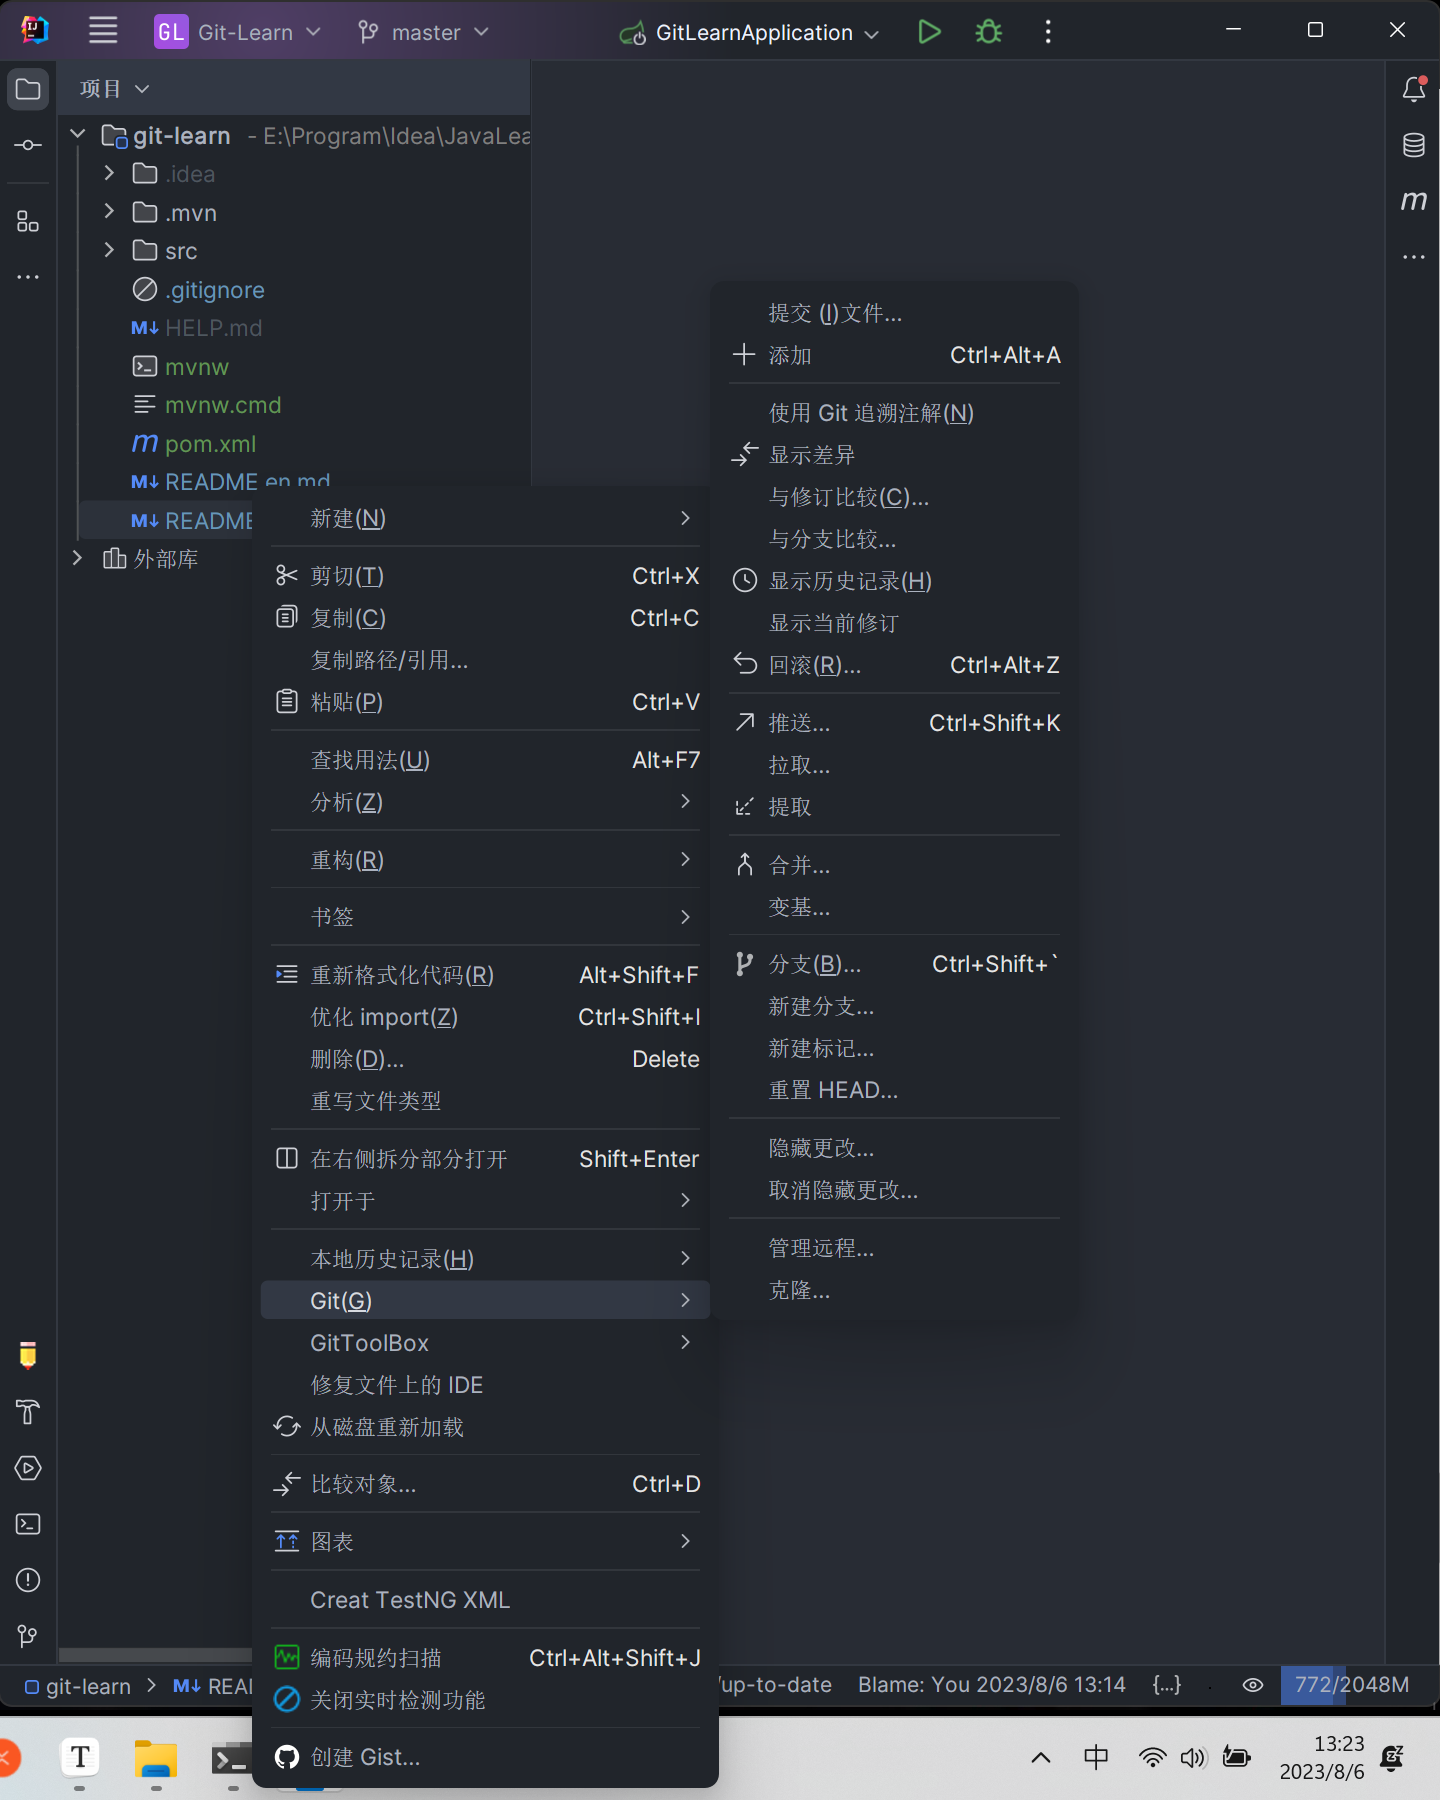 GL Git-Learn master GitLearnApplication
项目
git-learn - E:\Program\Idea\JavaLea
.idea
.mvn
src
.gitignore
HELP.md
mvnw
mvnw.cmd
pom.xml
README.en.md
README
外部库
新建(N)
剪切(T) Ctrl+X
复制(C) Ctrl+C
复制路径/引用...
粘贴(P) Ctrl+V
查找用法(U) Alt+F7
分析(Z)
重构(R)
书签
重新格式化代码(R) Alt+Shift+F
优化 import(Z) Ctrl+Shift+I
删除(D)... Delete
重写文件类型
在右侧拆分部分打开 Shift+Enter
打开于
本地历史记录(H)
Git(G)
GitToolBox
修复文件上的 IDE
从磁盘重新加载
比较对象... Ctrl+D
图表
Creat TestNG XML
编码规约扫描 Ctrl+Alt+Shift+J
关闭实时检测功能
创建 Gist...
提交 (I)文件...
添加 Ctrl+Alt+A
使用 Git 追溯注解(N)
显示差异
与修订比较(C)...
与分支比较...
显示历史记录(H)
显示当前修订
回滚(R)... Ctrl+Alt+Z
推送... Ctrl+Shift+K
拉取...
提取
合并...
变基...
分支(B)... Ctrl+Shift+`
新建分支...
新建标记...
重置 HEAD...
隐藏更改...
取消隐藏更改...
管理远程...
克隆...
git-learn > M↓ READ /up-to-date Blame: You 2023/8/6 13:14 {...} 772/2048M
中 13:23
2023/8/6